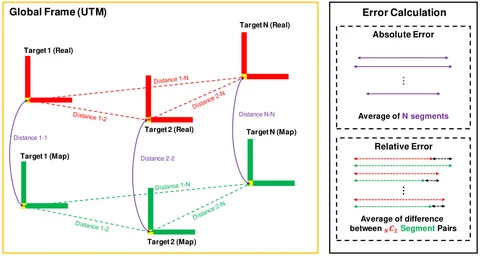 Global Frame (UTM)
Target N (Real)
Target 1 (Real)
Distance 1-N
Distance 1-2
Distance 2-N
Target 2 (Real)
Distance 1-1
Distance 2-2
Distance N-N
Target 1 (Map)
Target N (Map)
Distance 1-N
Distance 1-2
Distance 2-N
Target 2 (Map)
Error Calculation
Absolute Error
⋮
Average of N segments
Relative Error
⋮
Average of difference
between NC2 Segment Pairs